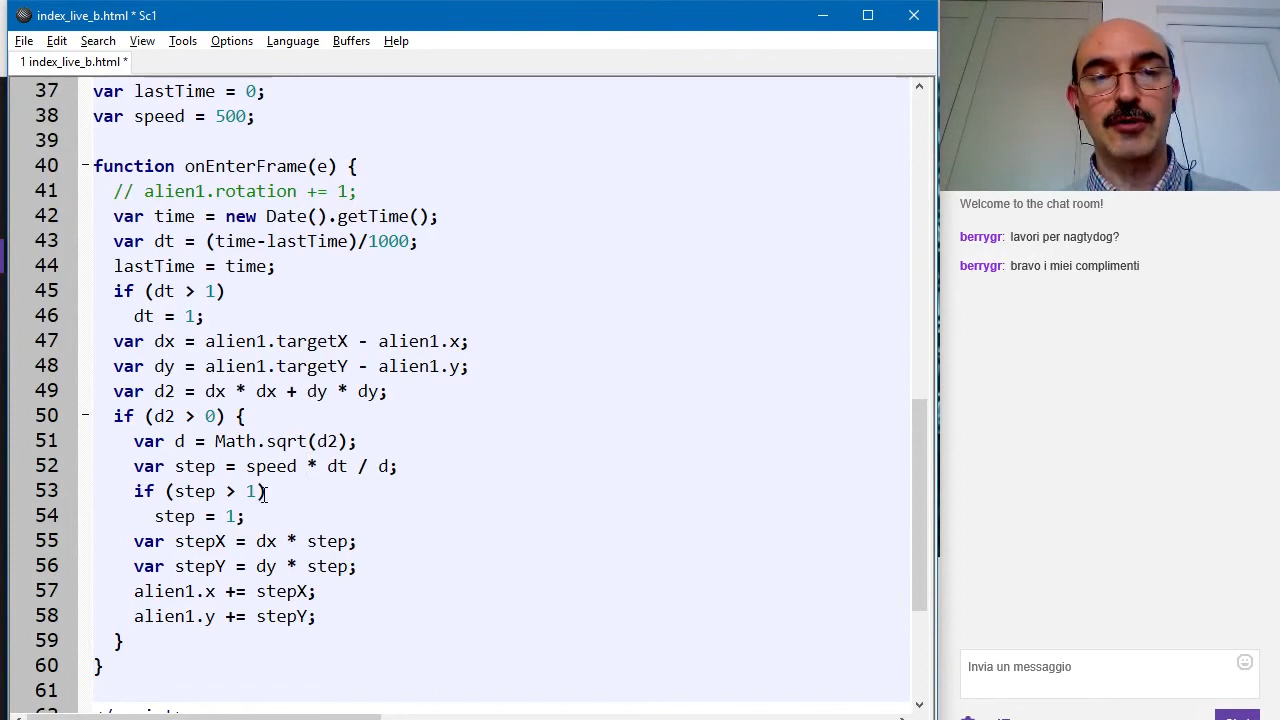 index_live_b.html * Sc1
File Edit Search View Tools Options Language Buffers Help
1 index_live_b.html *
37 var lastTime = 0;
38 var speed = 500;
39
40 function onEnterFrame(e) {
41 // alien1.rotation += 1;
42 var time = new Date().getTime();
43 var dt = (time-lastTime)/1000;
44 lastTime = time;
45 if (dt > 1)
46 dt = 1;
47 var dx = alien1.targetX - alien1.x;
48 var dy = alien1.targetY - alien1.y;
49 var d2 = dx * dx + dy * dy;
50 if (d2 > 0) {
51 var d = Math.sqrt(d2);
52 var step = speed * dt / d;
53 if (step > 1)
54 step = 1;
55 var stepX = dx * step;
56 var stepY = dy * step;
57 alien1.x += stepX;
58 alien1.y += stepY;
59 }
60 }
61
Welcome to the chat room!
berrygr: lavori per nagtydog?
berrygr: bravo i miei complimenti
Invia un messaggio